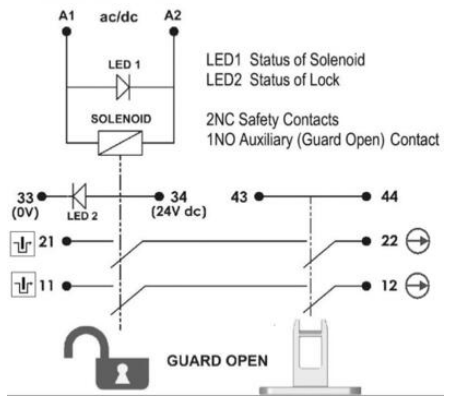 A1 ac/dc A2
LED 1
LED1 Status of Solenoid
LED2 Status of Lock
SOLENOID
2NC Safety Contacts
1NO Auxiliary (Guard Open) Contact
33 34 43 44
(0V) LED 2 (24V dc)
21 22
11 12
GUARD OPEN